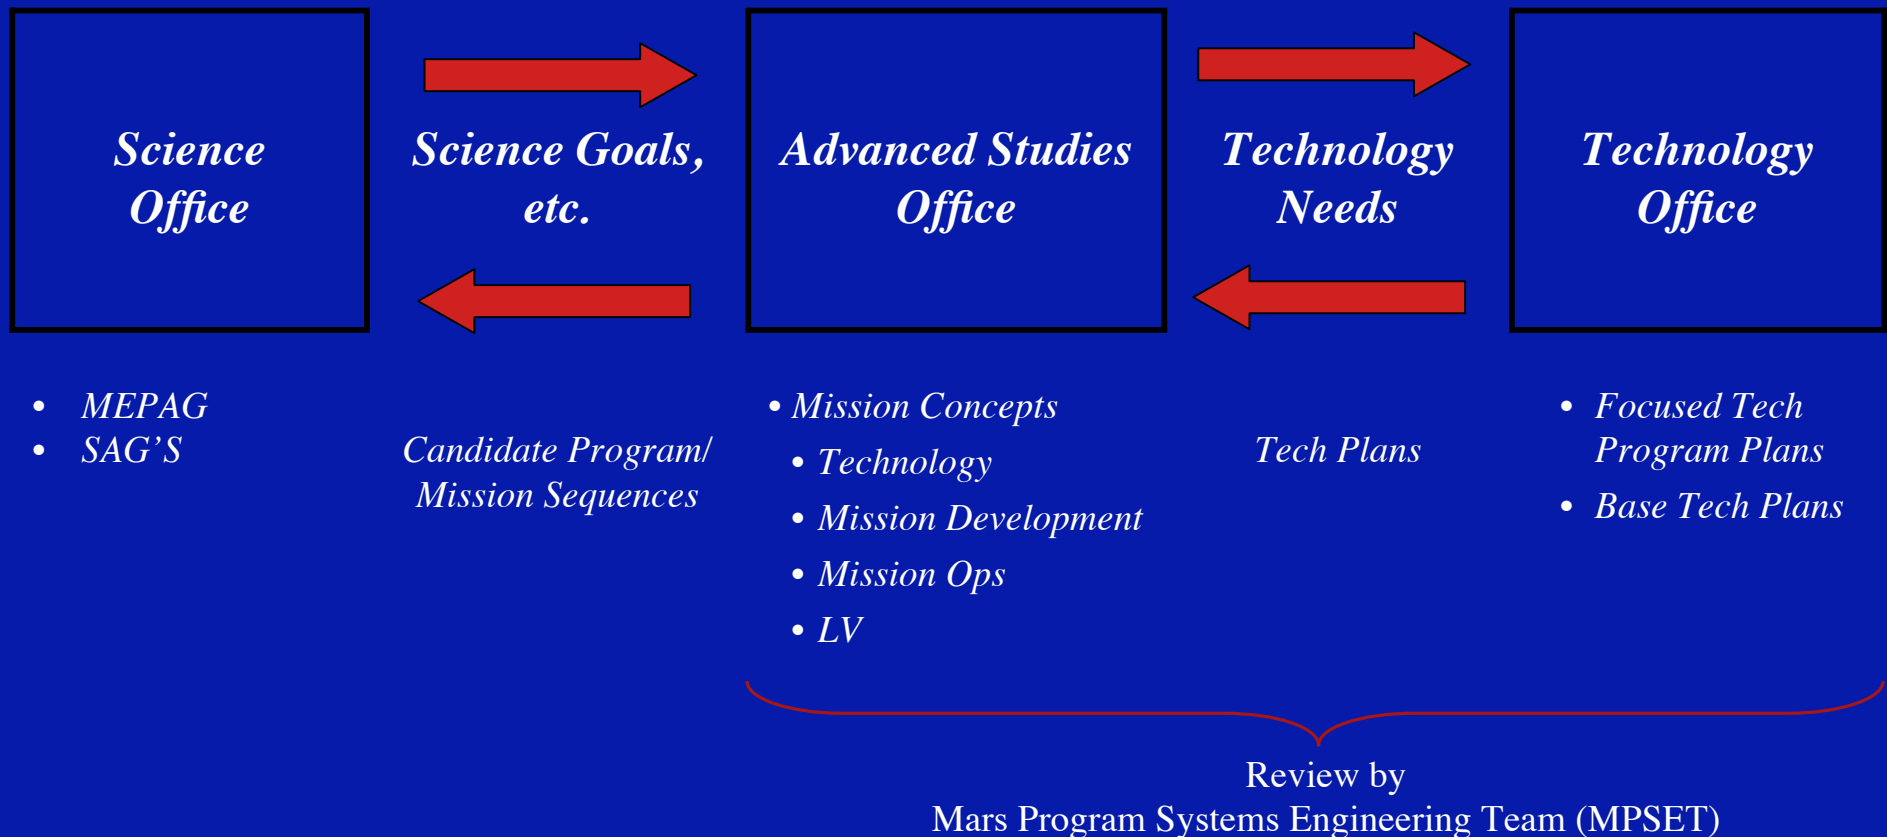 Science
Office
Science Goals,
etc.
Advanced Studies
Office
Technology
Needs
Technology
Office
• MEPAG
• SAG’S
Candidate Program/
Mission Sequences
• Mission Concepts
• Technology
• Mission Development
• Mission Ops
• LV
Tech Plans
• Focused Tech
Program Plans
• Base Tech Plans
Review by
Mars Program Systems Engineering Team (MPSET)